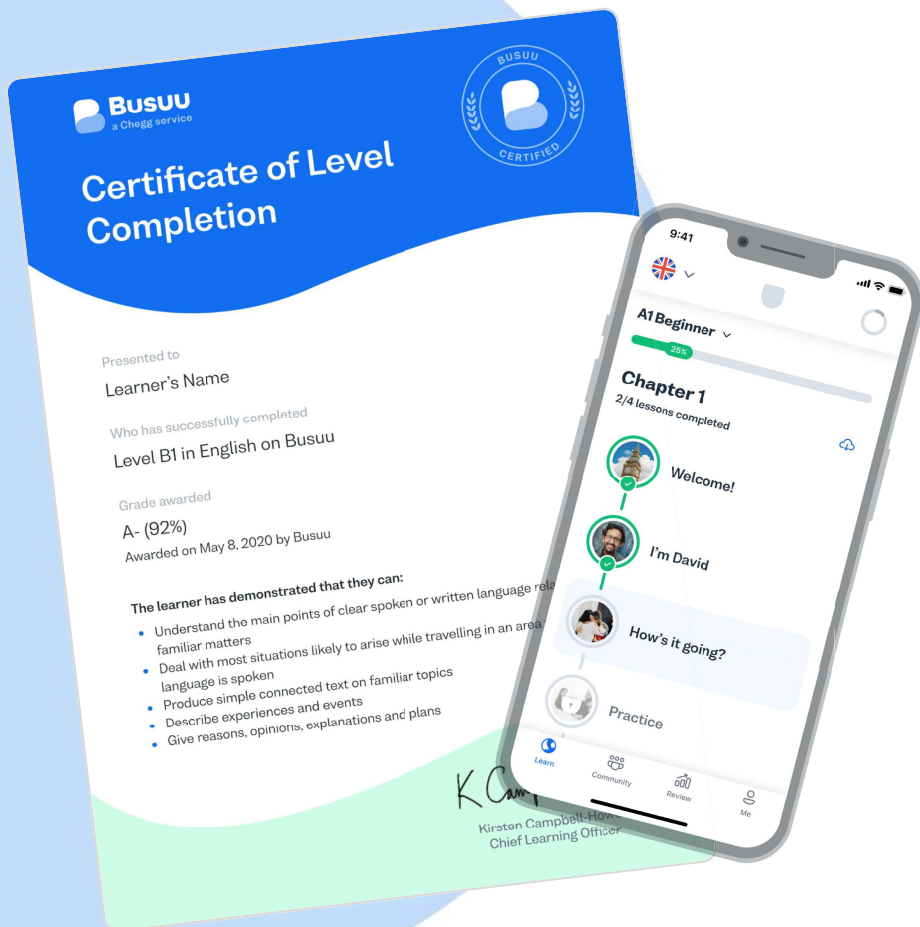 Busuu
a Chegg service
BUSUU
CERTIFIED
Certificate of Level
Completion
Presented to
Learner's Name
Who has successfully completed
Level B1 in English on Busuu
Grade awarded
A- (92%)
Awarded on May 8, 2020 by Busuu
The learner has demonstrated that they can:
• Understand the main points of clear spoken or written language
familiar matters
• Deal with most situations likely to arise while travelling in an area
language is spoken
• Produce simple connected text on familiar topics
• Describe experiences and events
• Give reasons, opinions, explanations and plans
K
Kirsten
Chief Learning Officer
9:41
A1 Beginner
25%
Chapter 1
2/4 lessons completed
Welcome!
I'm David
How's it going?
Practice
Learn
Community
Review
Me